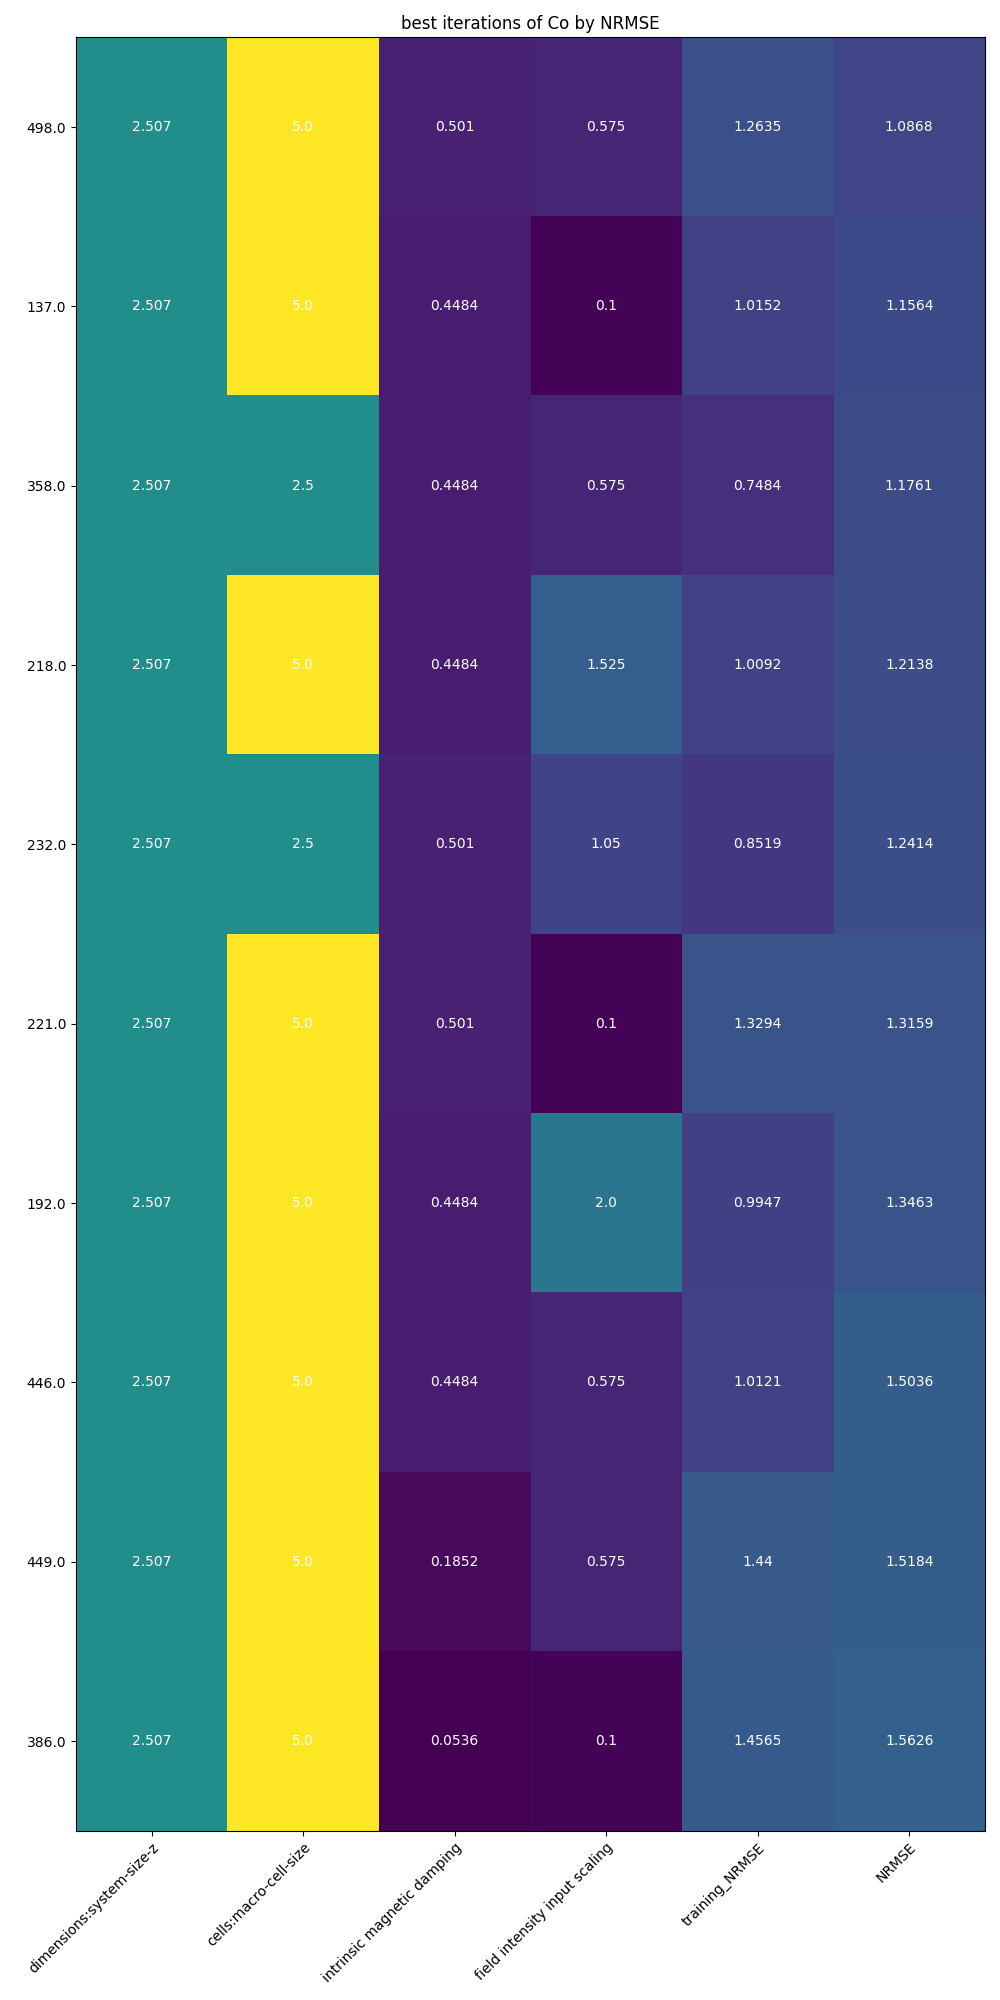 best iterations of Co by NRMSE
498.0 2.507 5.0 0.501 0.575 1.2635 1.0868
137.0 2.507 5.0 0.4484 0.1 1.0152 1.1564
358.0 2.507 2.5 0.4484 0.575 0.7484 1.1761
218.0 2.507 5.0 0.4484 1.525 1.0092 1.2138
232.0 2.507 2.5 0.501 1.05 0.8519 1.2414
221.0 2.507 5.0 0.501 0.1 1.3294 1.3159
192.0 2.507 5.0 0.4484 2.0 0.9947 1.3463
446.0 2.507 5.0 0.4484 0.575 1.0121 1.5036
449.0 2.507 5.0 0.1852 0.575 1.44 1.5184
386.0 2.507 5.0 0.0536 0.1 1.4565 1.5626
dimensions:system-size-z
cells:macro-cell-size
intrinsic magnetic damping
field intensity input scaling
training_NRMSE
NRMSE